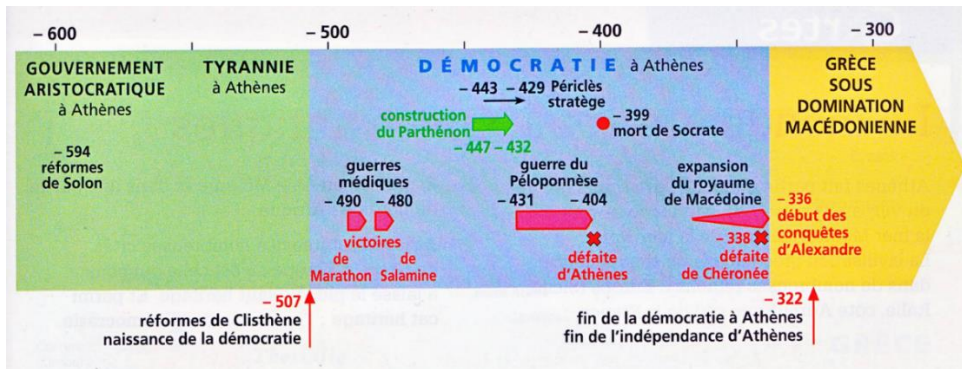 – 600
– 500
– 400
– 300
GOUVERNEMENT
ARISTOCRATIQUE
à Athènes
TYRANNIE
à Athènes
DÉMOCRATIE à Athènes
GRÈCE
SOUS
DOMINATION
MACÉDONIENNE
– 594
réformes
de Solon
– 443 – 429 Périclès
stratège
construction
du Parthénon
– 447 – 432
– 399
mort de Socrate
guerres
médiques
– 490 – 480
victoires
de
Marathon
de
Salamine
guerre du
Péloponnèse
– 431 – 404
défaite
d'Athènes
expansion
du royaume
de Macédoine
– 338
défaite
de Chéronée
– 336
début des
conquêtes
d'Alexandre
– 507
réformes de Clisthène
naissance de la démocratie
– 322
fin de la démocratie à Athènes
fin de l'indépendance d'Athènes